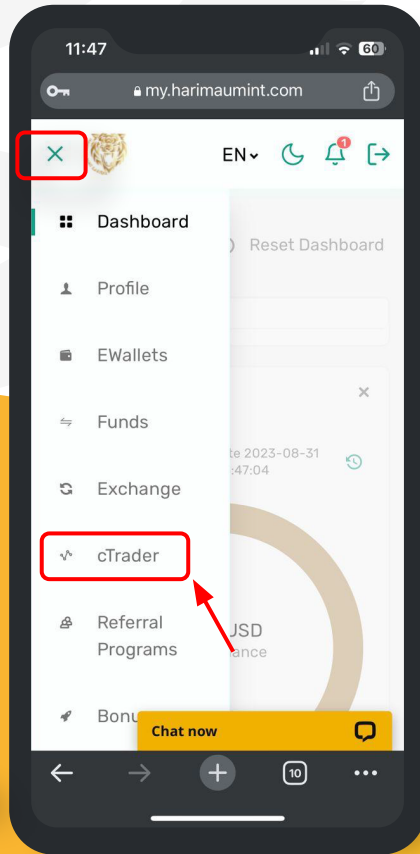 11:47
60
my.harimaumint.com
EN
1
Dashboard
Reset Dashboard
Profile
EWallets
Funds
te 2023-08-31
:47:04
Exchange
cTrader
Referral
Programs
USD
ance
Bonu
Chat now
10